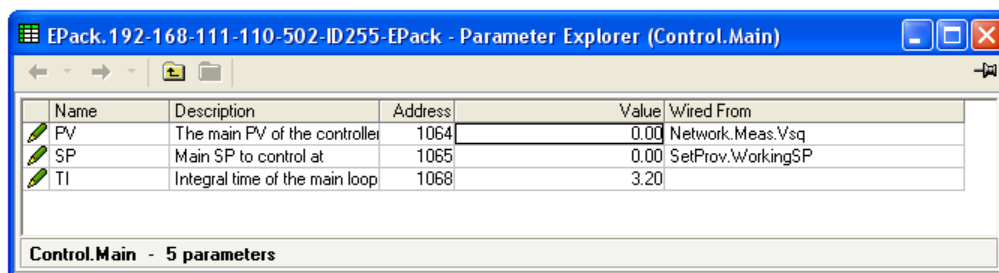 EPack.192-168-111-110-502-ID255-EPack - Parameter Explorer (Control.Main)
Name Description Address Value Wired From
PV The main PV of the controller 1064 0.00 Network.Meas.Vsq
SP Main SP to control at 1065 0.00 SetProv.WorkingSP
TI Integral time of the main loop 1068 3.20
Control.Main - 5 parameters